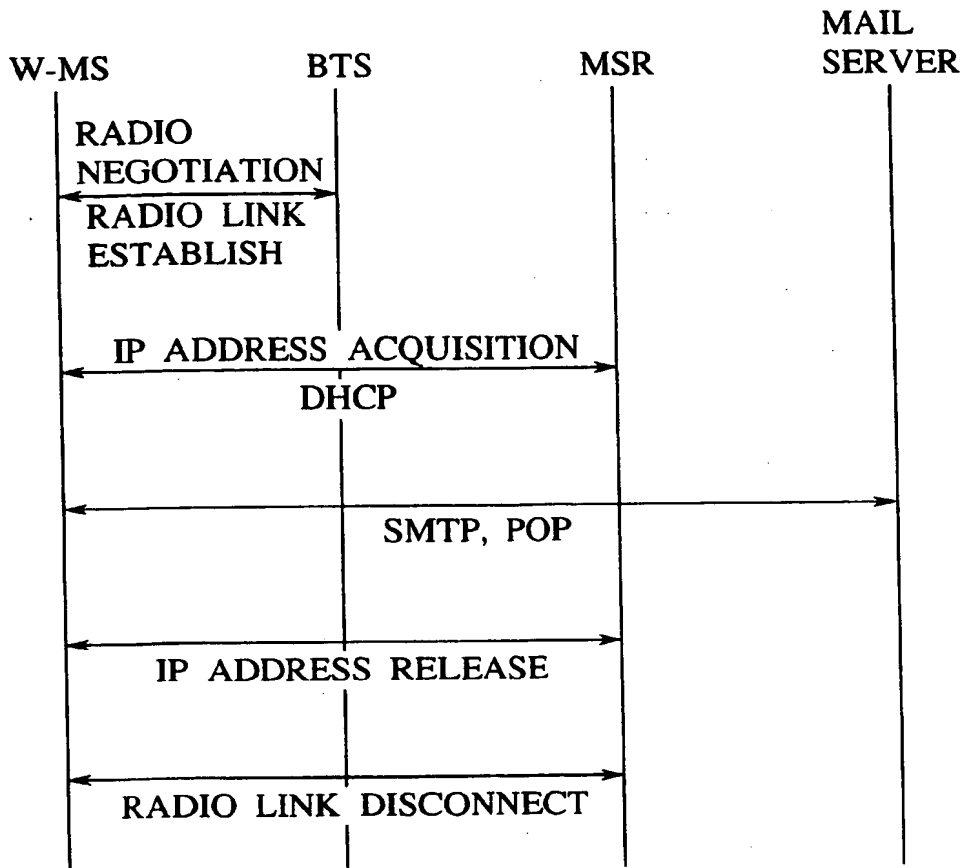 W-MS
BTS
MSR
MAIL
SERVER
RADIO
NEGOTIATION
RADIO LINK
ESTABLISH
IP ADDRESS ACQUISITION
DHCP
SMTP, POP
IP ADDRESS RELEASE
RADIO LINK DISCONNECT